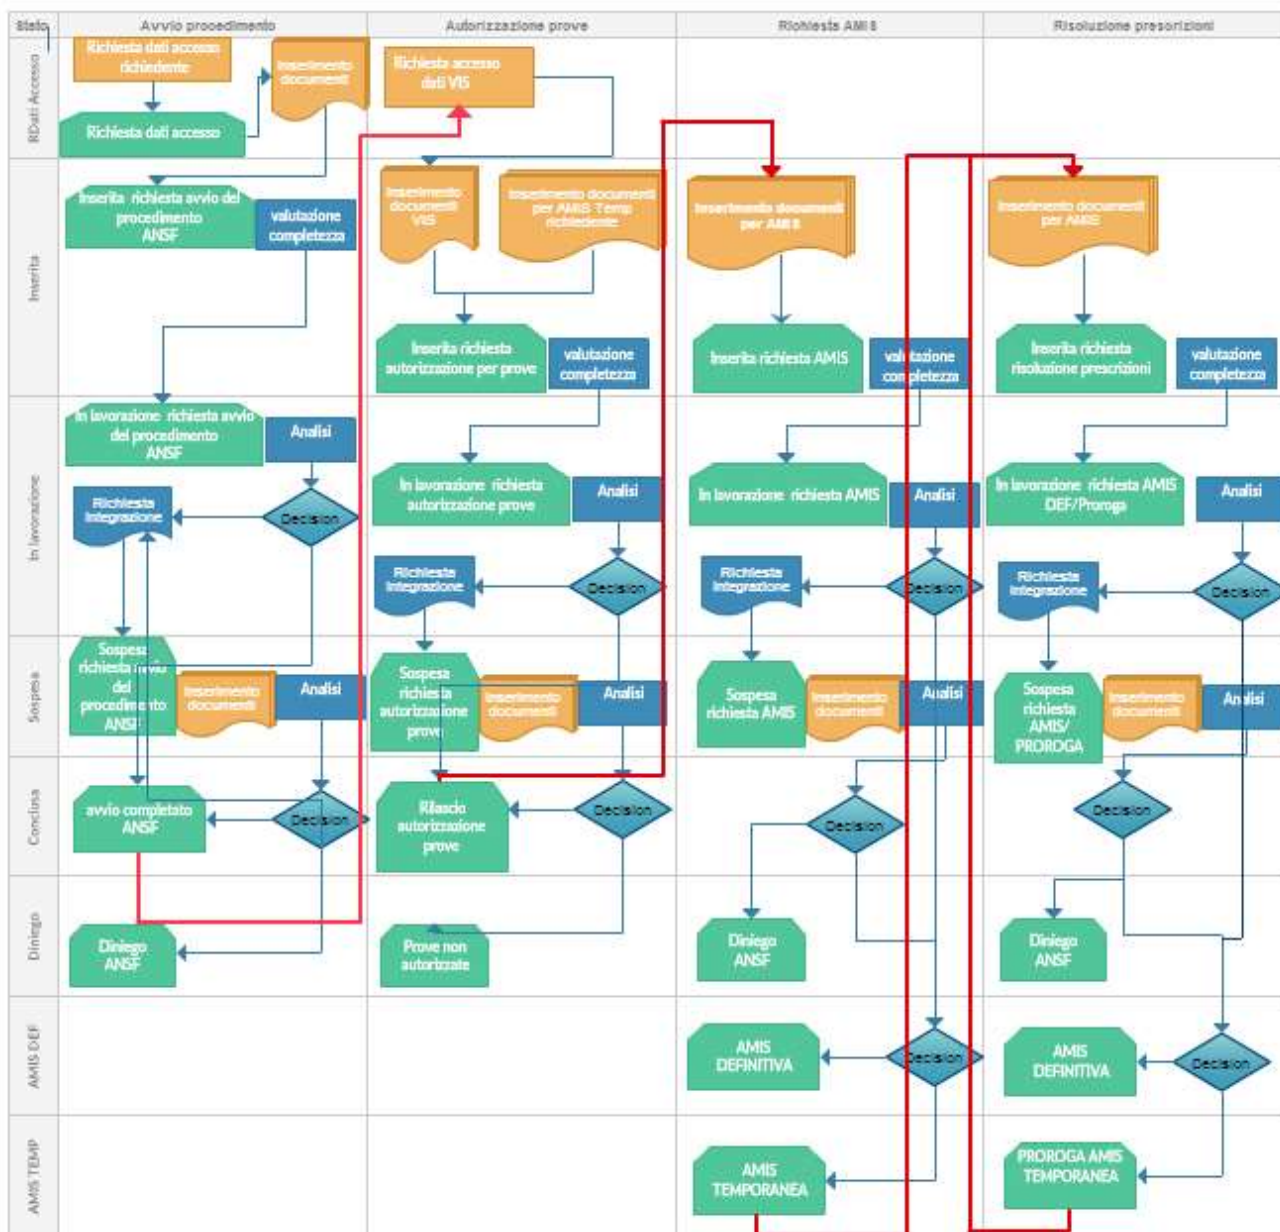 Stato
Avvio procedimento
Autorizzazione prove
Richiesta AMIS
Risoluzione prescrizioni
RDati Accesso
Richiesta dati accesso
richiedente
Inserimento
documenti
Richiesta accesso
dati VIS
Richiesta dati accesso
Inserita
Inserita richiesta avvio del
procedimento
ANSF
valutazione
completezza
Inserimento
documenti
VIS
Inserimento documenti
per AMIS Temp
richiedente
Inserimento documenti
per AMIS
Inserimento documenti
per AMIS
Inserita richiesta
autorizzazione per prove
valutazione
completezza
Inserita richiesta AMIS
valutazione
completezza
Inserita richiesta
risoluzione prescrizioni
valutazione
completezza
In lavorazione
In lavorazione richiesta avvio
del procedimento
ANSF
Analisi
In lavorazione richiesta
autorizzazione prove
Analisi
In lavorazione richiesta AMIS
Analisi
In lavorazione richiesta AMIS
DEF/Proroga
Analisi
Richiesta
integrazione
Decision
Richiesta
integrazione
Decision
Richiesta
integrazione
Decision
Richiesta
integrazione
Decision
Sospesa
Sospesa
richiesta avvio
del
procedimento
ANSF
Inserimento
documenti
Analisi
Sospesa
richiesta
autorizzazione
prove
Inserimento
documenti
Analisi
Sospesa
richiesta AMIS
Inserimento
documenti
Analisi
Sospesa
richiesta
AMIS/
PROROGA
Inserimento
documenti
Analisi
Conclusa
avvio completato
ANSF
Decision
Rilascio
autorizzazione
prove
Decision
Decision
Decision
Diniego
Diniego
ANSF
Prove non
autorizzate
Diniego
ANSF
Diniego
ANSF
AMIS DEF
AMIS
DEFINITIVA
Decision
AMIS
DEFINITIVA
Decision
AMIS TEMP
AMIS
TEMPORANEA
PROROGA AMIS
TEMPORANEA